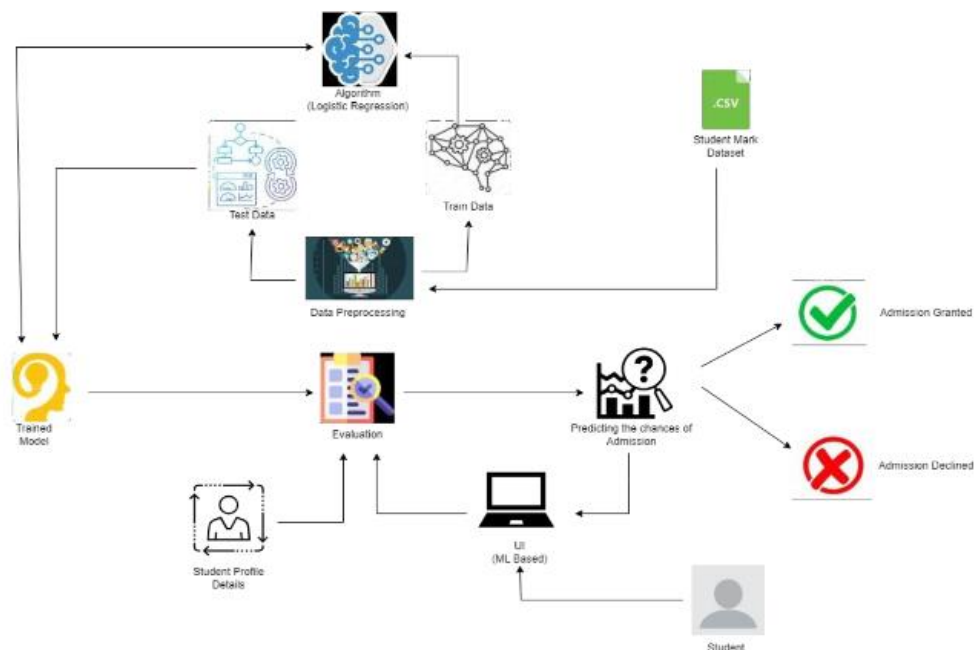 Algorithm
(Logistic Regression)
.CSV
Student Mark
Dataset
Test Data
Train Data
Data Preprocessing
Admission Granted
Trained
Model
Evaluation
Predicting the chances of
Admission
Admission Declined
UI
(ML Based)
Student Profile
Details
Student